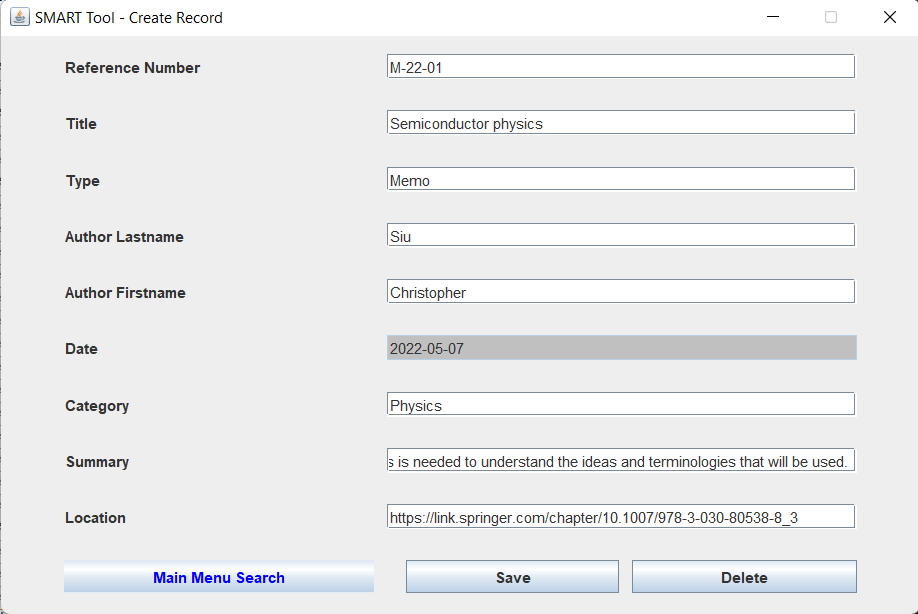 SMART Tool - Create Record
Reference Number M-22-01
Title Semiconductor physics
Type Memo
Author Lastname Siu
Author Firstname Christopher
Date 2022-05-07
Category Physics
Summary is needed to understand the ideas and terminologies that will be used.
Location https://link.springer.com/chapter/10.1007/978-3-030-80538-8_3
Main Menu Search Save Delete